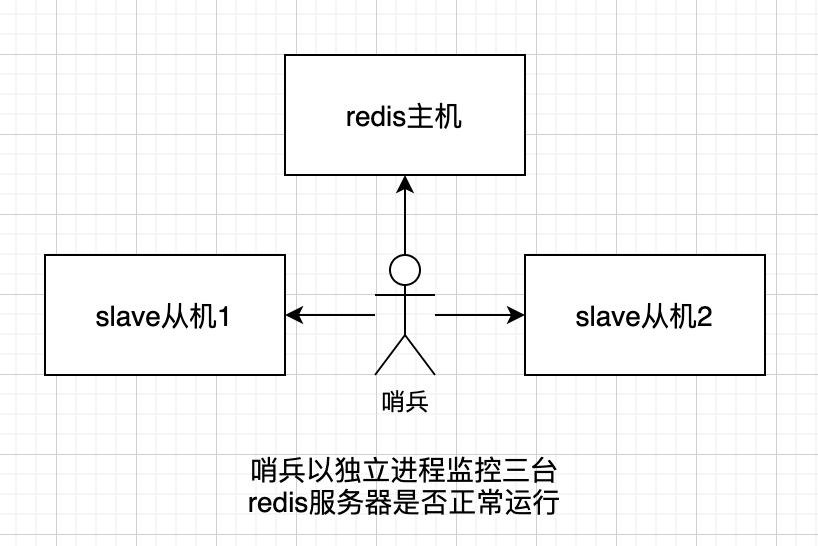 redis主机
slave从机1
slave从机2
哨兵
哨兵以独立进程监控三台
redis服务器是否正常运行